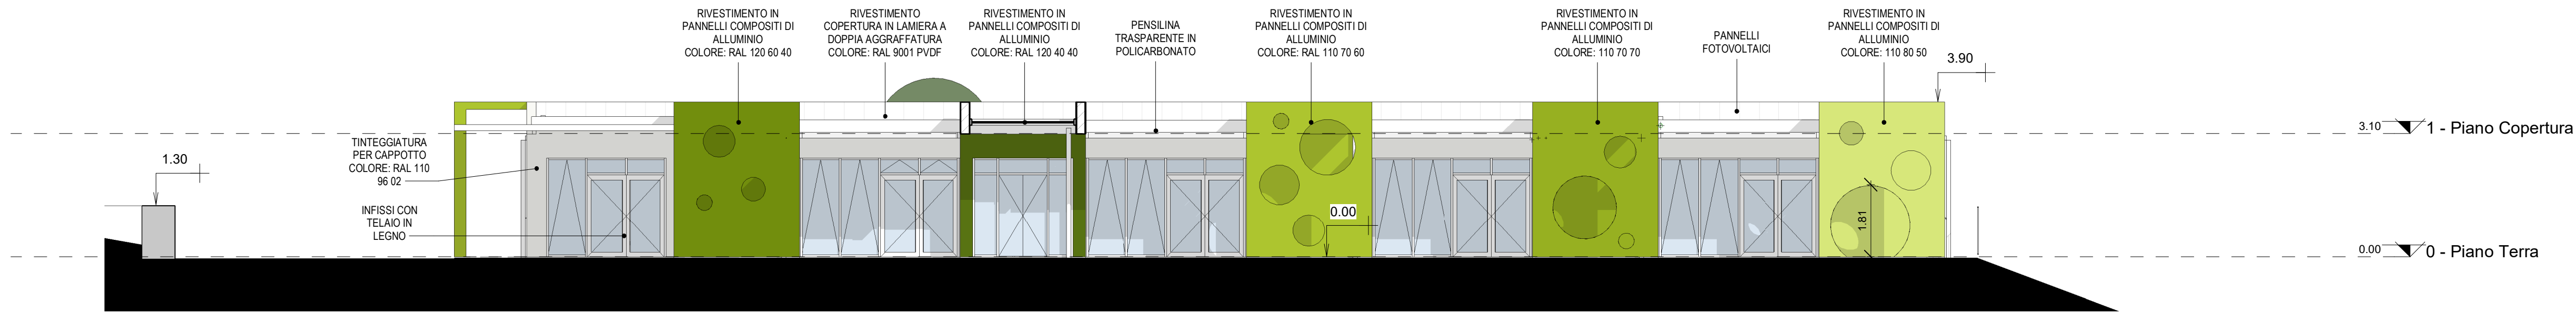 RIVESTIMENTO IN
PANNELLI COMPOSITI DI
ALLUMINIO
COLORE: RAL 120 60 40
RIVESTIMENTO
COPERTURA IN LAMIERA A
DOPPIA AGGRAFFATURA
COLORE: RAL 9001 PVDF
RIVESTIMENTO IN
PANNELLI COMPOSITI DI
ALLUMINIO
COLORE: RAL 120 40 40
PENSILINA
TRASPARENTE IN
POLICARBONATO
RIVESTIMENTO IN
PANNELLI COMPOSITI DI
ALLUMINIO
COLORE: RAL 110 70 60
RIVESTIMENTO IN
PANNELLI COMPOSITI DI
ALLUMINIO
COLORE: 110 70 70
PANNELLI
FOTOVOLTAICI
RIVESTIMENTO IN
PANNELLI COMPOSITI DI
ALLUMINIO
COLORE: 110 80 50
3.90
3.10
1 - Piano Copertura
TINTEGGIATURA
PER CAPPOTTO
COLORE: RAL 110
96 02
1.30
INFISSI CON
TELAIO IN
LEGNO
0.00
1.81
0.00
0 - Piano Terra